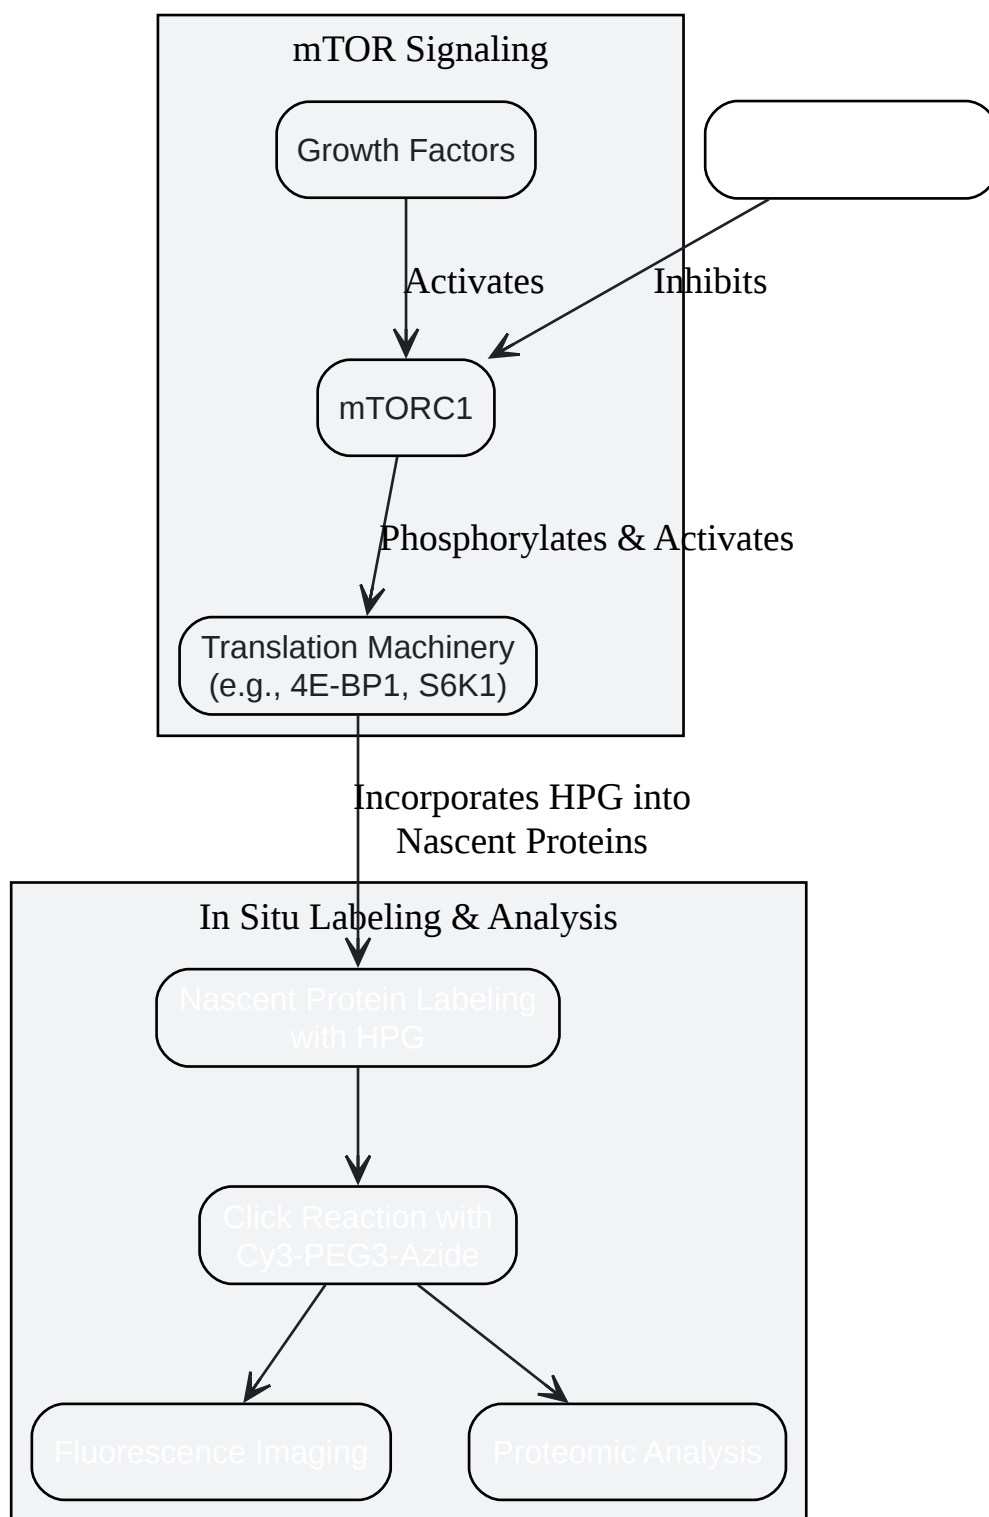 mTOR Signaling
Growth Factors
Activates
Inhibits
mTORC1
Phosphorylates & Activates
Translation Machinery
(e.g., 4E-BP1, S6K1)
Incorporates HPG into
Nascent Proteins
In Situ Labeling & Analysis
Nascent Protein Labeling
with HPG
Click Reaction with
Cy3-PEG3-Azide
Fluorescence Imaging
Proteomic Analysis